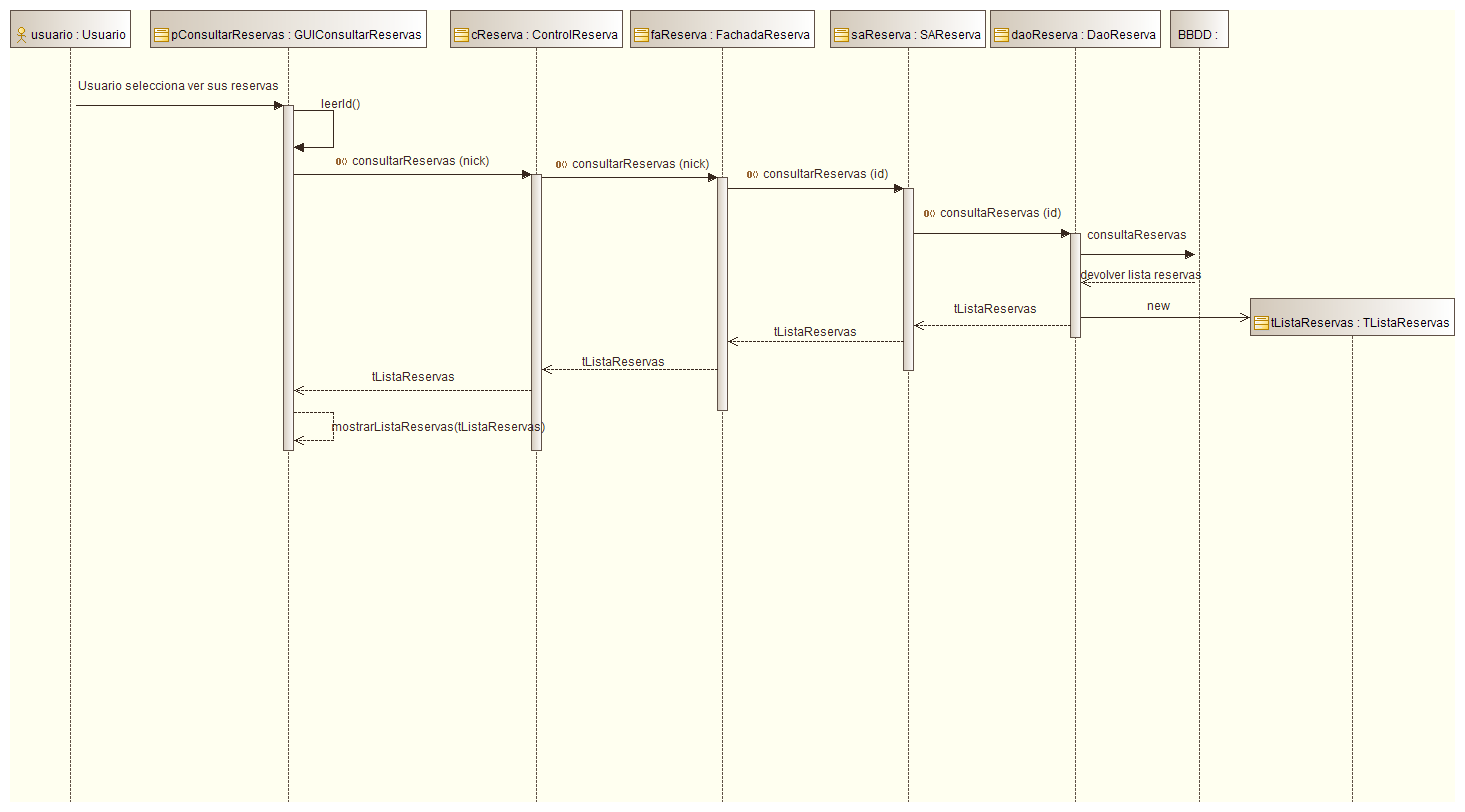 usuario : Usuario
pConsultarReservas : GUIConsultarReservas
cReserva : ControlReserva
faReserva : FachadaReserva
saReserva : SAReserva
daoReserva : DaoReserva
BBDD :
Usuario selecciona ver sus reservas
leerId()
consultarReservas (nick)
consultarReservas (nick)
consultarReservas (id)
consultaReservas (id)
consultaReservas
devolver lista reservas
new
tListaReservas : TListaReservas
tListaReservas
tListaReservas
tListaReservas
tListaReservas
mostrarListaReservas(tListaReservas)